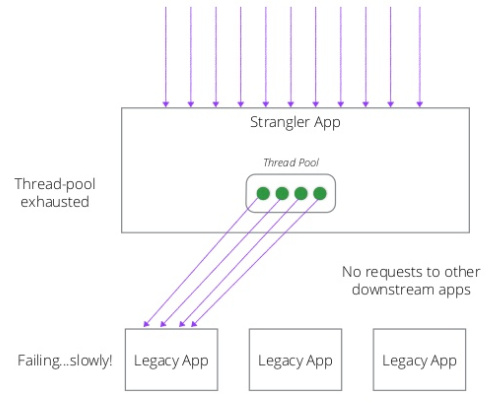 Strangler App
Thread Pool
Thread-pool
exhausted
No requests to other
downstream apps
Failing...slowly!
Legacy App
Legacy App
Legacy App